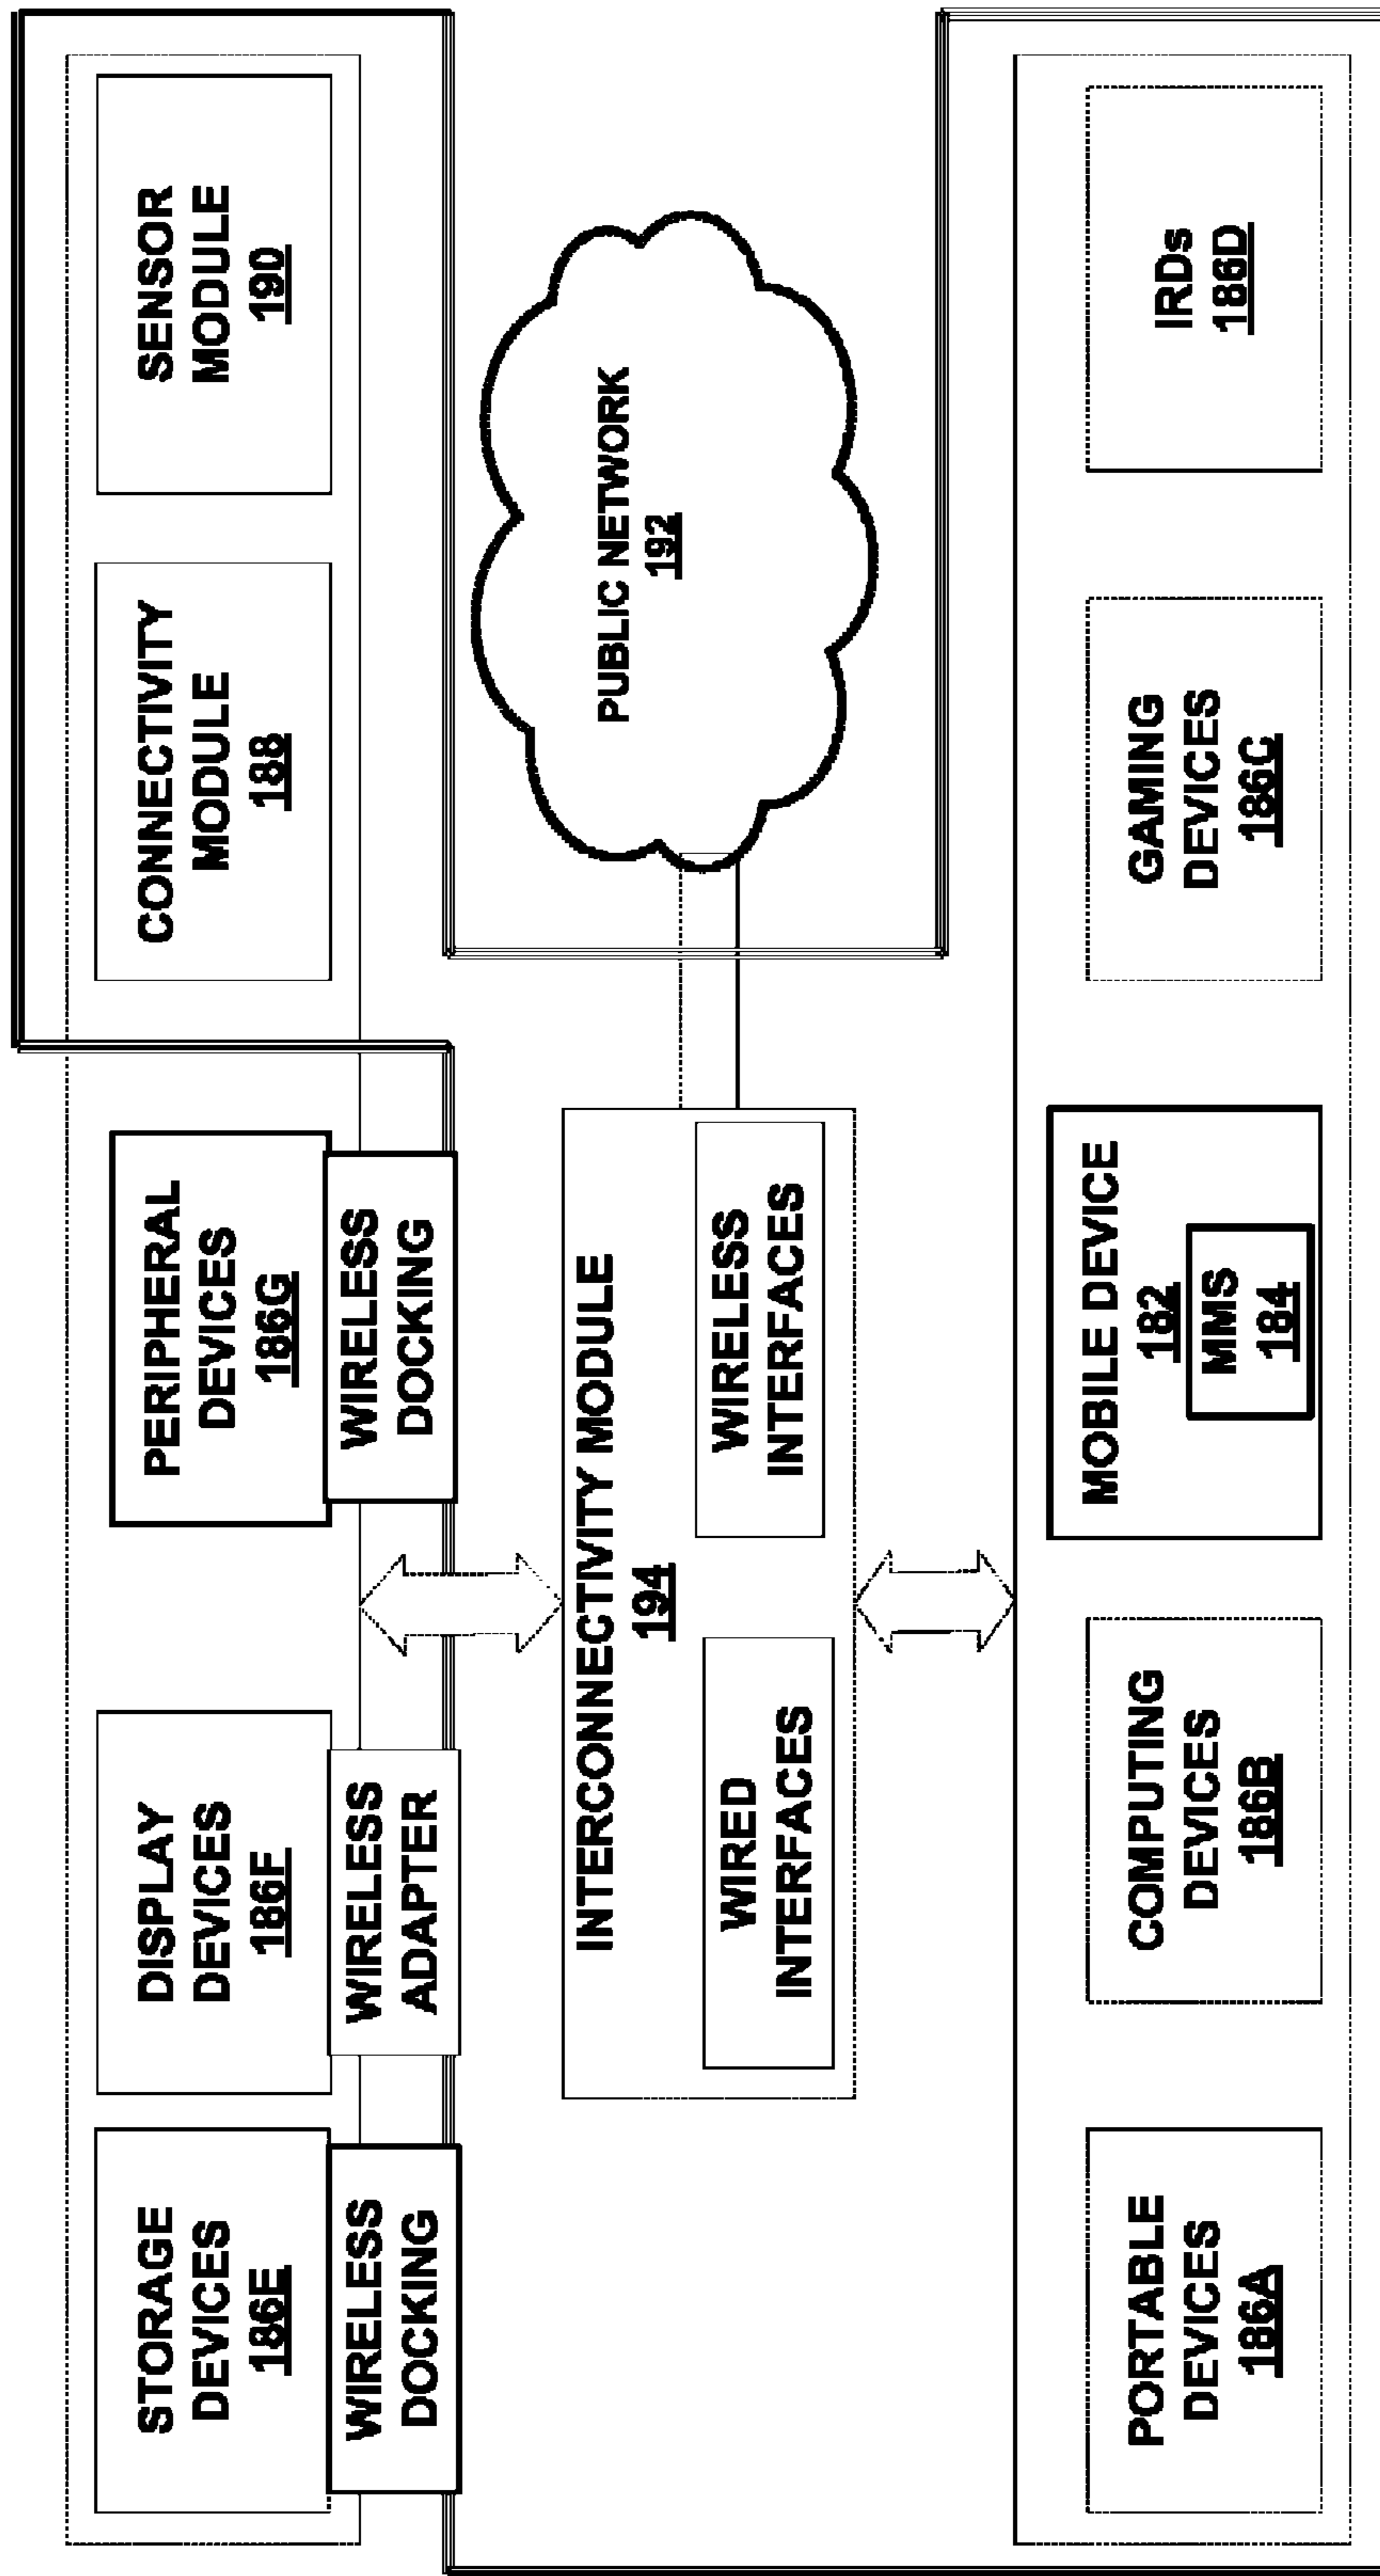 STORAGE
DEVICES
186E
WIRELESS
DOCKING
DISPLAY
DEVICES
186F
WIRELESS
ADAPTER
PERIPHERAL
DEVICES
186G
WIRELESS
DOCKING
CONNECTIVITY
MODULE
188
SENSOR
MODULE
190
INTERCONNECTIVITY MODULE
194
WIRED
INTERFACES
WIRELESS
INTERFACES
PUBLIC NETWORK
192
PORTABLE
DEVICES
186A
COMPUTING
DEVICES
186B
MOBILE DEVICE
182
MMS
184
GAMING
DEVICES
186C
IRDs
186D